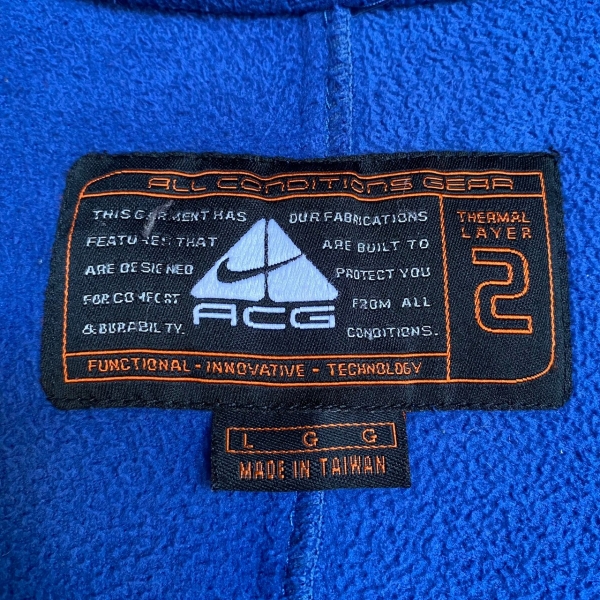 ALL CONDITIONS GEAR
THIS GARMENT HAS
FEATURES THAT
ARE DESIGNED
FOR COMFORT
& DURABILTY.
ACG
OUR FABRICATIONS
ARE BUILT TO
PROTECT YOU
FROM ALL
CONDITIONS.
THERMAL
LAYER
2
FUNCTIONAL - INNOVATIVE - TECHNOLOGY
L G G
MADE IN TAIWAN